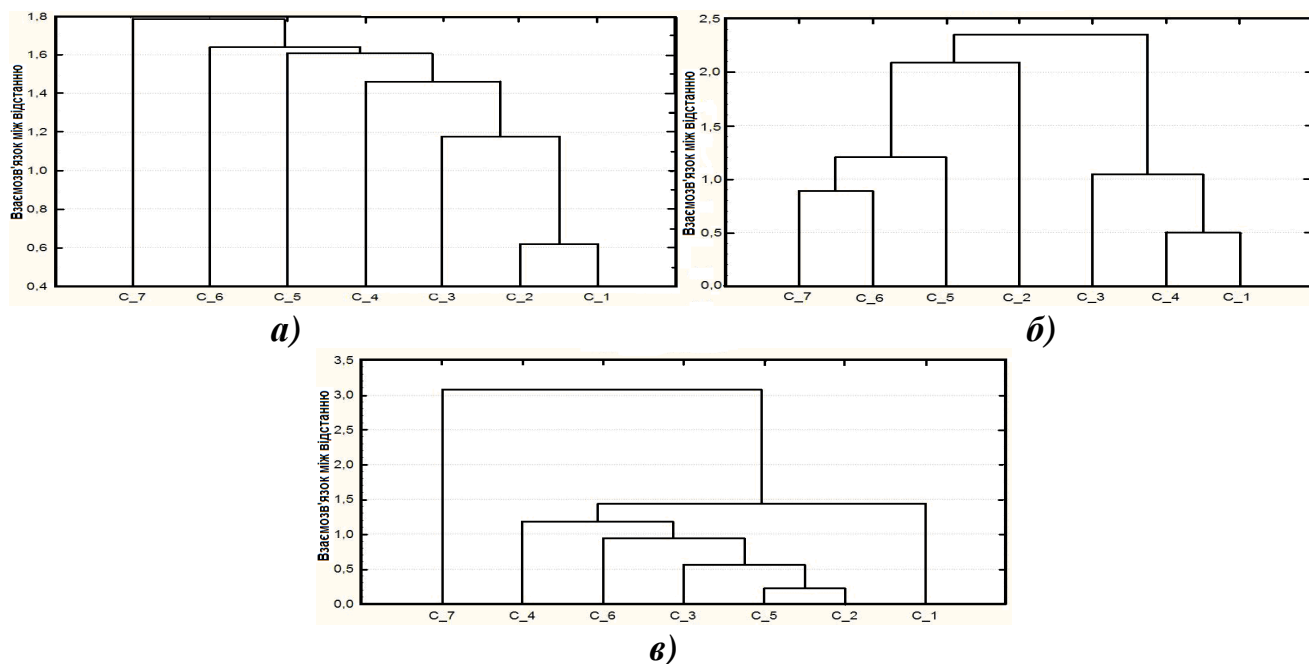 Взаємозв'язок між відстанню
1,8
1,6
1,4
1,2
1,0
0,8
0,6
0,4
C_7 C_6 C_5 C_4 C_3 C_2 C_1
а)
Взаємозв'язок між відстанню
2,5
2,0
1,5
1,0
0,5
0,0
C_7 C_6 C_5 C_2 C_3 C_4 C_1
б)
Взаємозв'язок між відстанню
3,5
3,0
2,5
2,0
1,5
1,0
0,5
0,0
C_7 C_4 C_6 C_3 C_5 C_2 C_1
в)